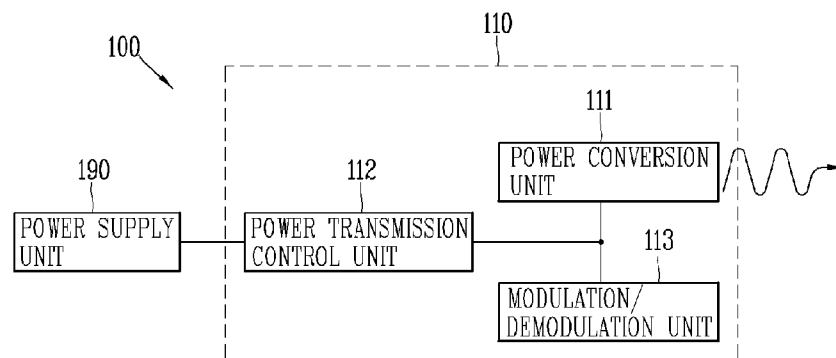 110
100
111
POWER CONVERSION
UNIT
190
112
POWER SUPPLY
UNIT
POWER TRANSMISSION
CONTROL UNIT
113
MODULATION /
DEMODULATION UNIT